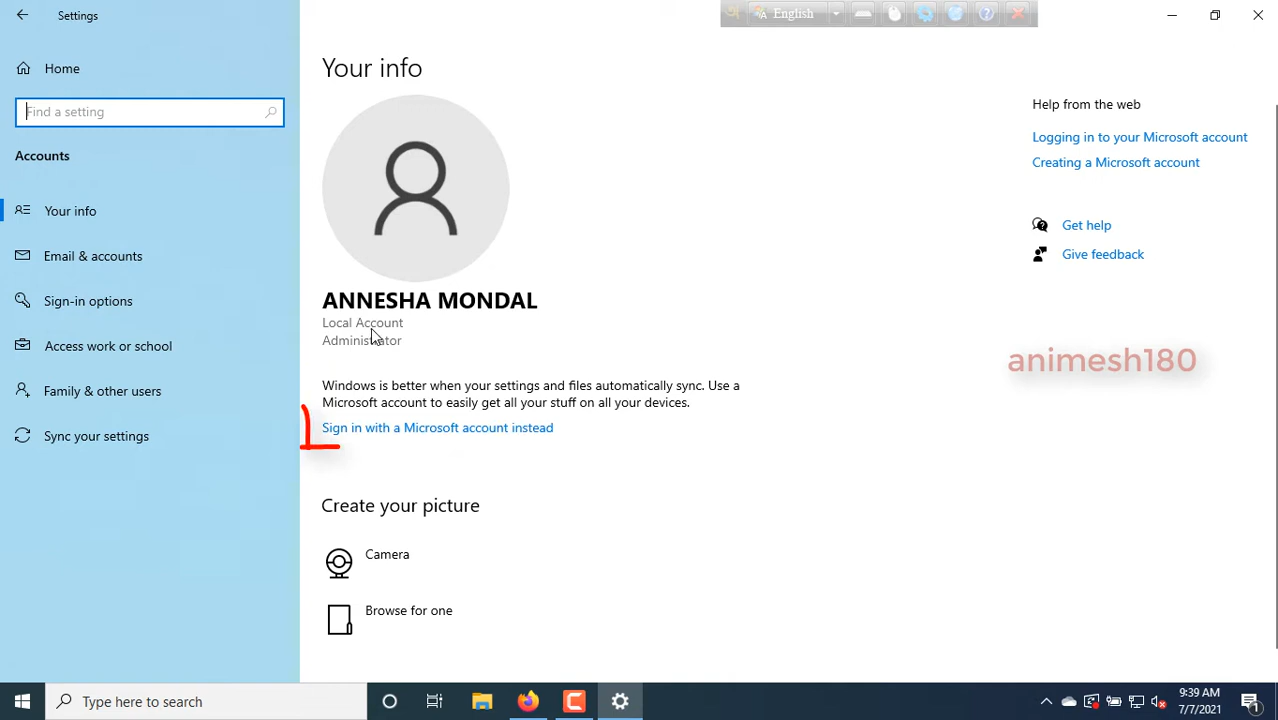 Settings
English
Home
Find a setting
Accounts
Your info
Email & accounts
Sign-in options
Access work or school
Family & other users
Sync your settings
Your info
ANNESHA MONDAL
Local Account
Administrator
Windows is better when your settings and files automatically sync. Use a
Microsoft account to easily get all your stuff on all your devices.
Sign in with a Microsoft account instead
Create your picture
Camera
Browse for one
Help from the web
Logging in to your Microsoft account
Creating a Microsoft account
Get help
Give feedback
animesh180
Type here to search
9:39 AM
7/7/2021
1